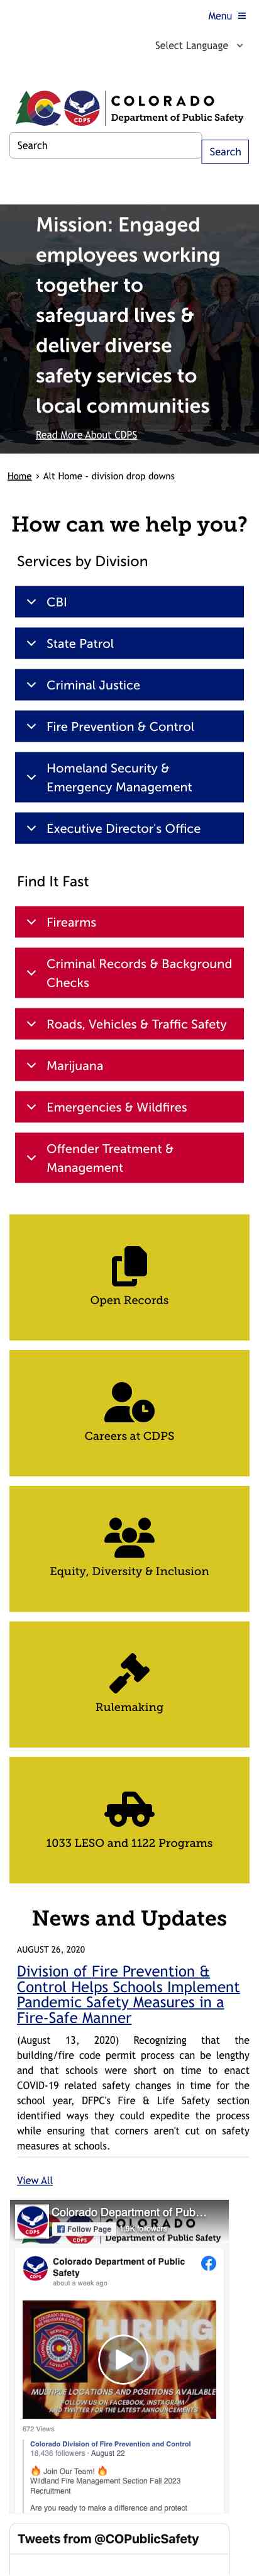 Menu
Select Language
COLORADO
CDPS
Department of Public Safety
Search
Search
Mission: Engaged
employees working
together to
safeguard lives &
deliver diverse
safety services to
local communities
Read More About CDPS
Home › Alt Home - division drop downs
How can we help you?
Services by Division
CBI
State Patrol
Criminal Justice
Fire Prevention & Control
Homeland Security &
Emergency Management
Executive Director's Office
Find It Fast
Firearms
Criminal Records & Background
Checks
Roads, Vehicles & Traffic Safety
Marijuana
Emergencies & Wildfires
Offender Treatment &
Management
Open Records
Careers at CDPS
Equity, Diversity & Inclusion
Rulemaking
1033 LESO and 1122 Programs
News and Updates
AUGUST 26, 2020
Division of Fire Prevention &
Control Helps Schools Implement
Pandemic Safety Measures in a
Fire-Safe Manner
(August 13, 2020) Recognizing that the
building/fire code permit process can be lengthy
and that schools were short on time to enact
COVID-19 related safety changes in time for the
school year, DFPC's Fire & Life Safety section
identified ways they could expedite the process
while ensuring that corners aren't cut on safety
measures at schools.
View All
Colorado Department of Pub...
Follow Page
followers
Department of Public Safety
Colorado Department of Public
Safety
about a week ago
HIRING
ON
MULTIPLE LOCATIONS AND POSITIONS AVAILABLE
FOLLOW US ON FACEBOOK, INSTAGRAM
AND TWITTER FOR THE LATEST ANNOUNCEMENTS
672 Views
Colorado Division of Fire Prevention and Control
18,436 followers · August 22
🔥 Join Our Team! 🔥
Wildland Fire Management Section Fall 2023
Recruitment
Are you ready to make a difference and protect
Tweets from @COPublicSafety